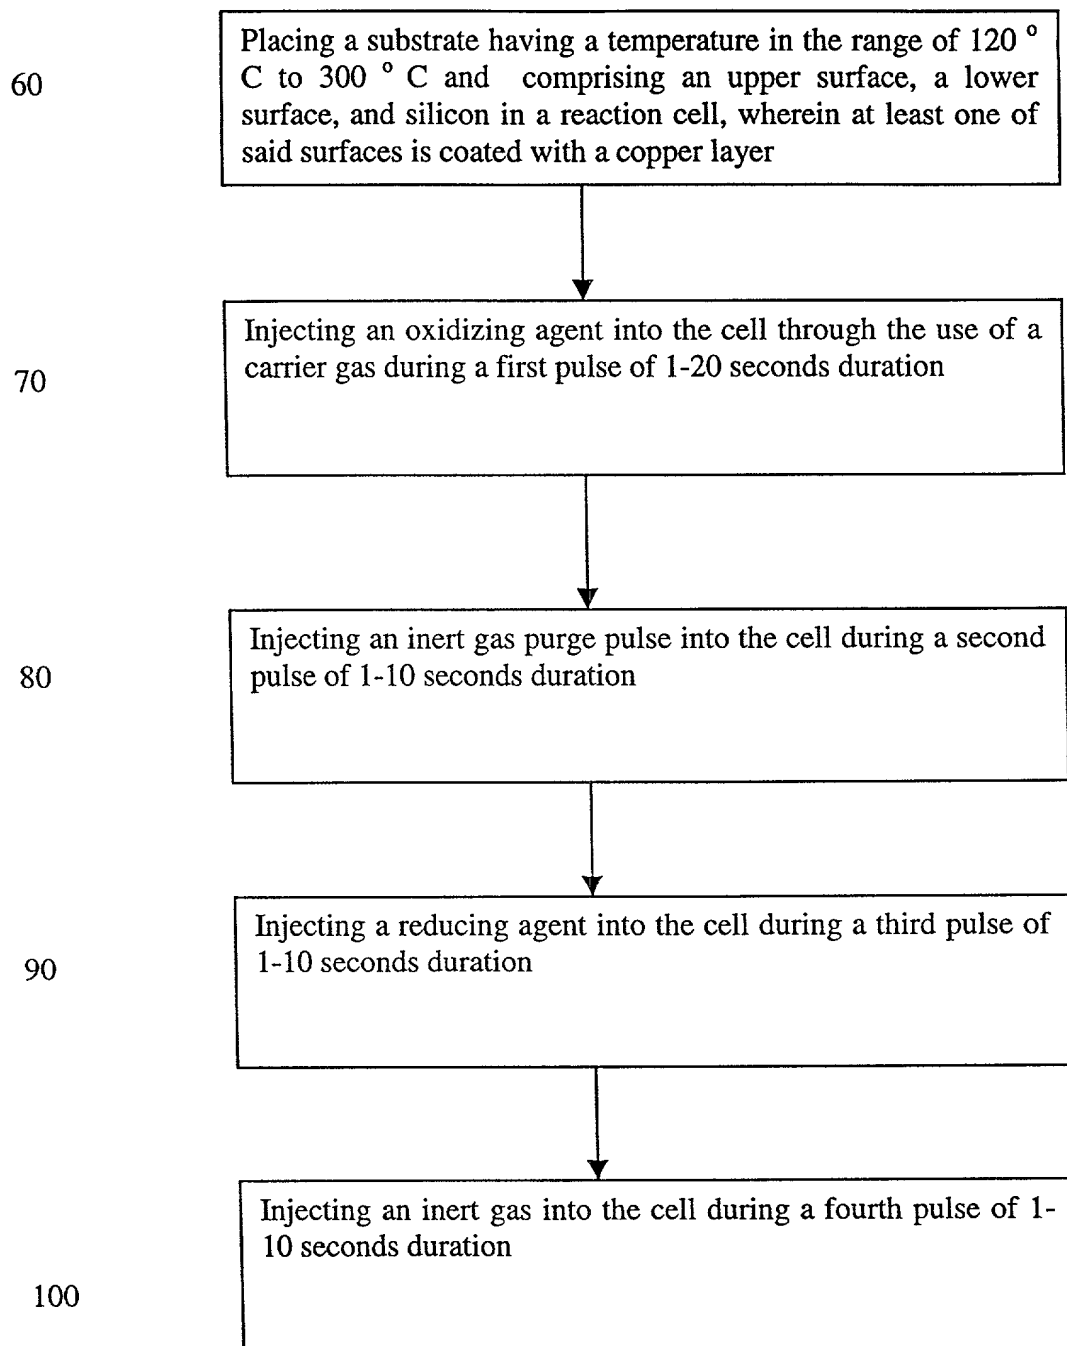 60
Placing a substrate having a temperature in the range of 120 °
C to 300 ° C and comprising an upper surface, a lower
surface, and silicon in a reaction cell, wherein at least one of
said surfaces is coated with a copper layer
70
Injecting an oxidizing agent into the cell through the use of a
carrier gas during a first pulse of 1-20 seconds duration
80
Injecting an inert gas purge pulse into the cell during a second
pulse of 1-10 seconds duration
90
Injecting a reducing agent into the cell during a third pulse of
1-10 seconds duration
100
Injecting an inert gas into the cell during a fourth pulse of 1-
10 seconds duration